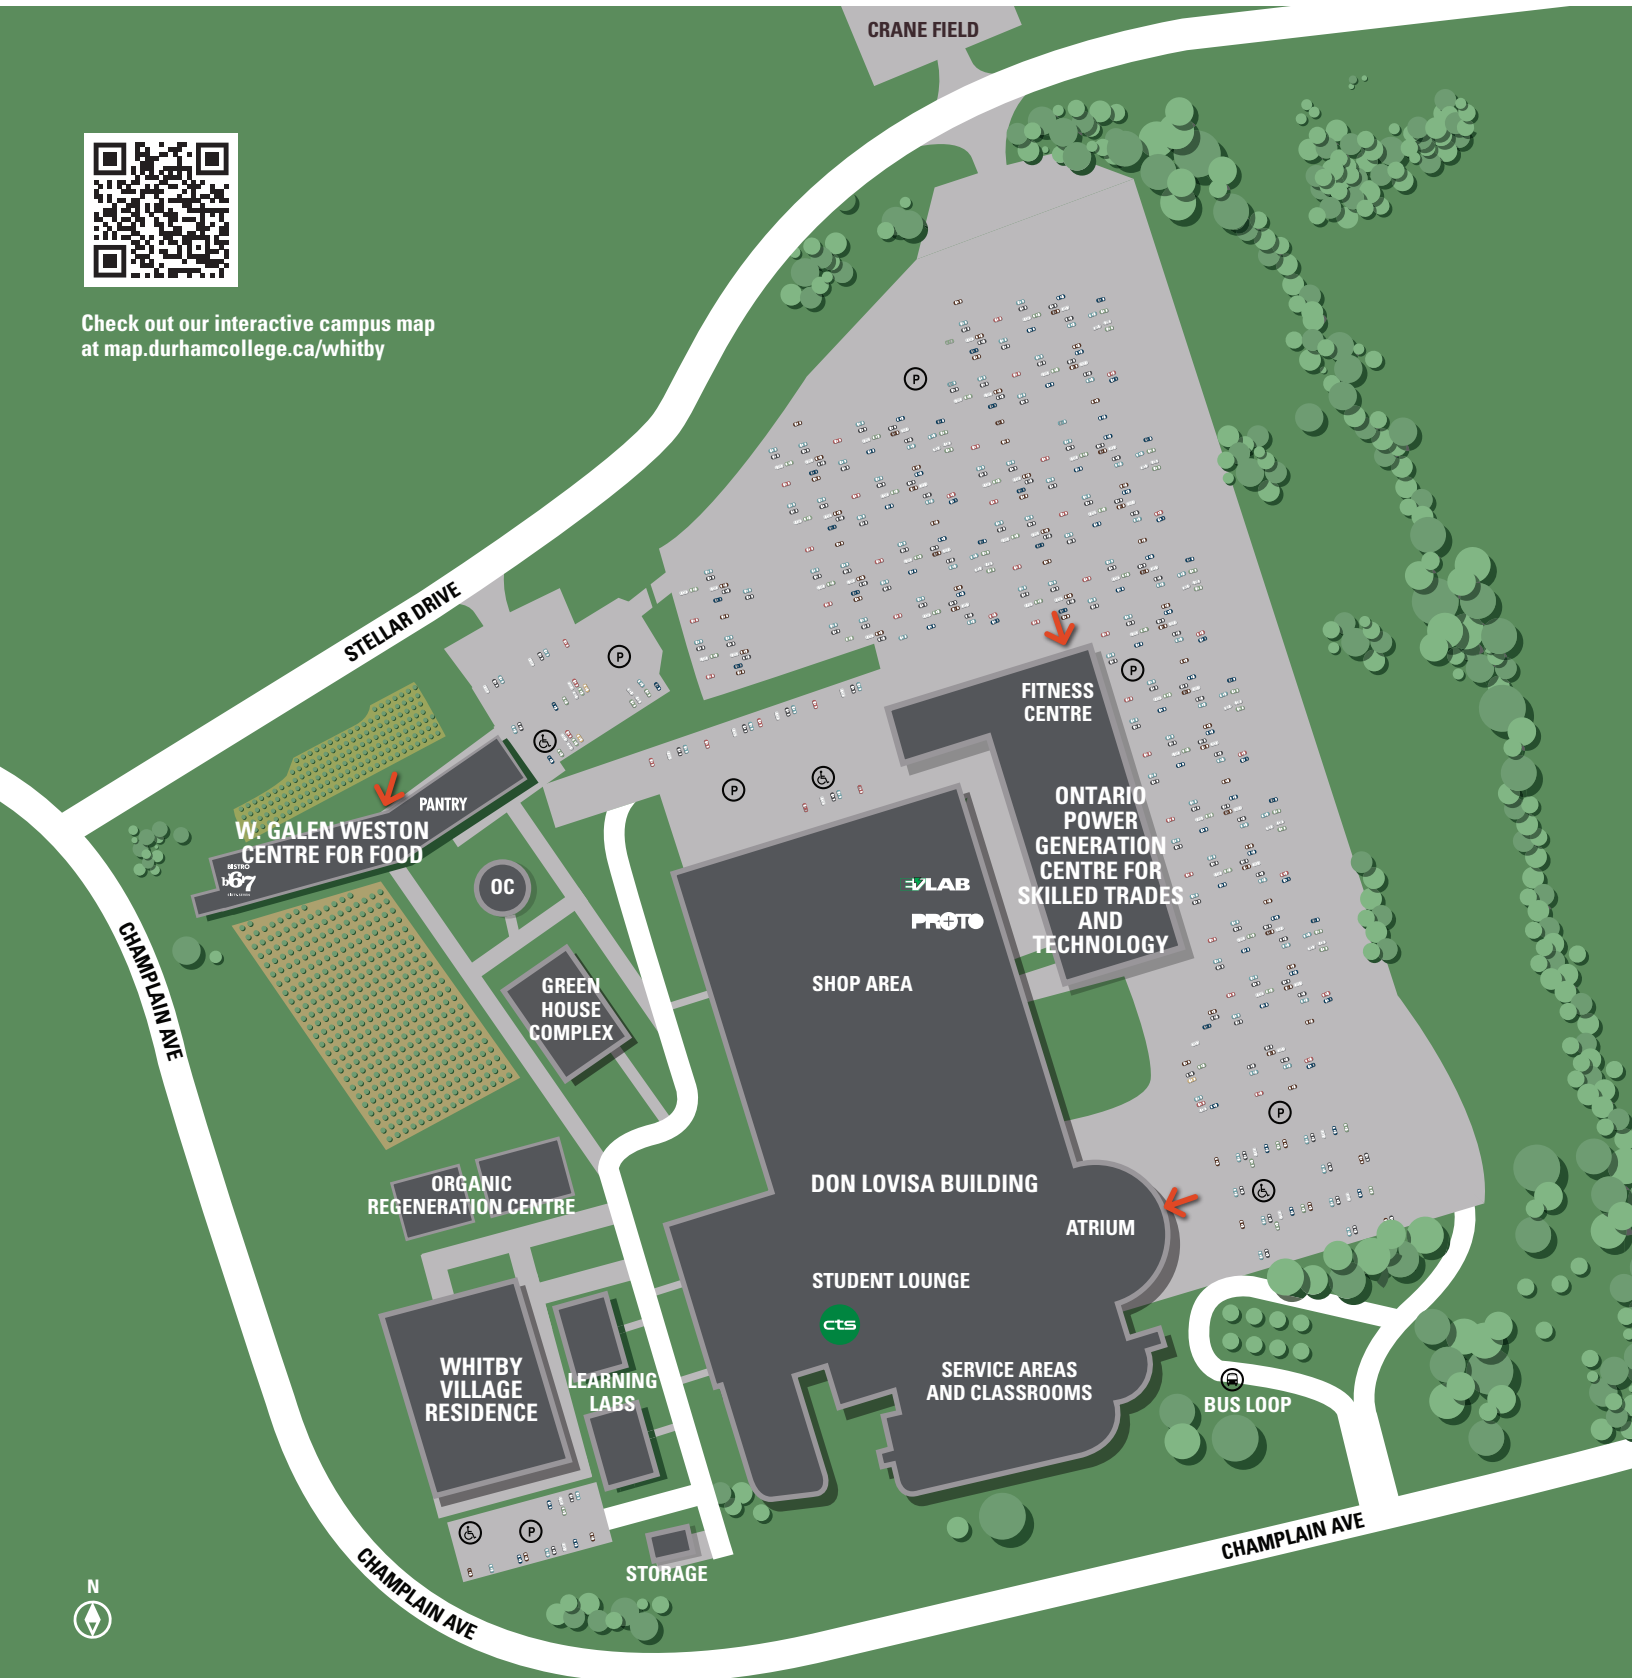 CRANE FIELD
Check out our interactive campus map
at map.durhamcollege.ca/whitby
STELLAR DRIVE
P
P
P
FITNESS
CENTRE
P
PANTRY
W. GALEN WESTON
CENTRE FOR FOOD
BISTRO
b67
ONTARIO
POWER
GENERATION
CENTRE FOR
SKILLED TRADES
AND
TECHNOLOGY
OC
EVLAB
PROTO
CHAMPLAIN AVE
GREEN
HOUSE
COMPLEX
SHOP AREA
P
ORGANIC
REGENERATION CENTRE
DON LOVISA BUILDING
ATRIUM
STUDENT LOUNGE
cts
WHITBY
VILLAGE
RESIDENCE
LEARNING
LABS
SERVICE AREAS
AND CLASSROOMS
BUS LOOP
P
CHAMPLAIN AVE
STORAGE
CHAMPLAIN AVE
N